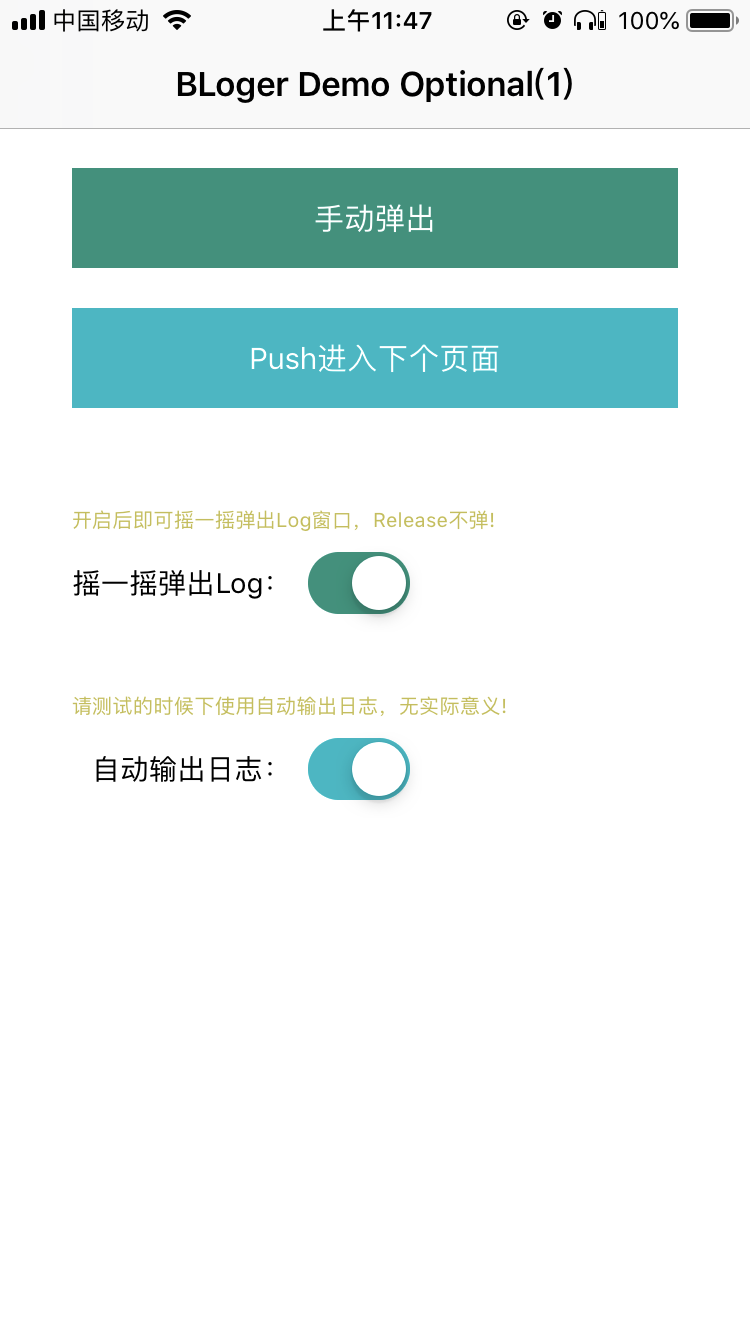 中国移动 上午11:47 100%
BLoger Demo Optional(1)
手动弹出
Push进入下个页面
开启后即可摇一摇弹出Log窗口，Release不弹!
摇一摇弹出Log：
请测试的时候下使用自动输出日志，无实际意义!
自动输出日志：